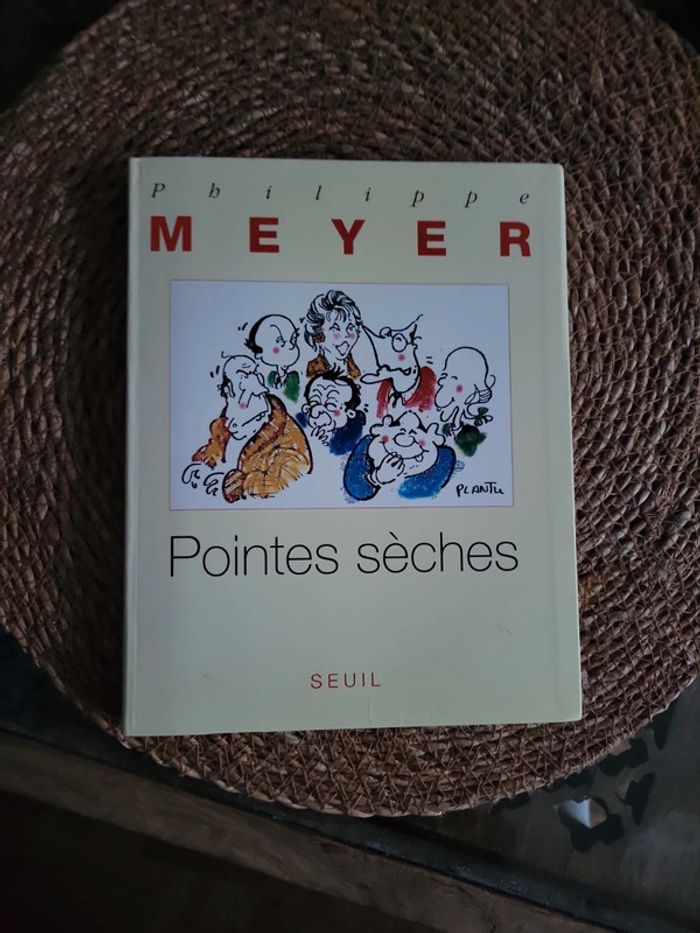 Philippe
MEYER
PLANTU
Pointes sèches
SEUIL